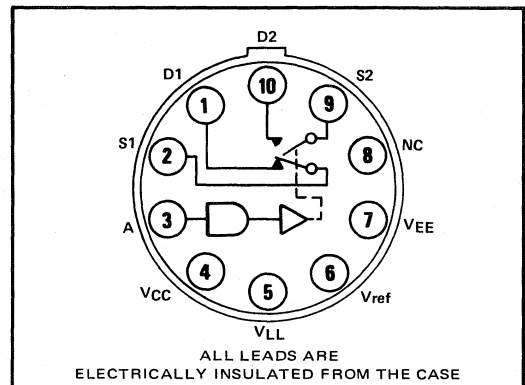 D2
D1
S2
10
1
9
S1
2
8
NC
A
3
7
VEE
4
6
VCC
5
Vref
VLL
ALL LEADS ARE
ELECTRICALLY INSULATED FROM THE CASE